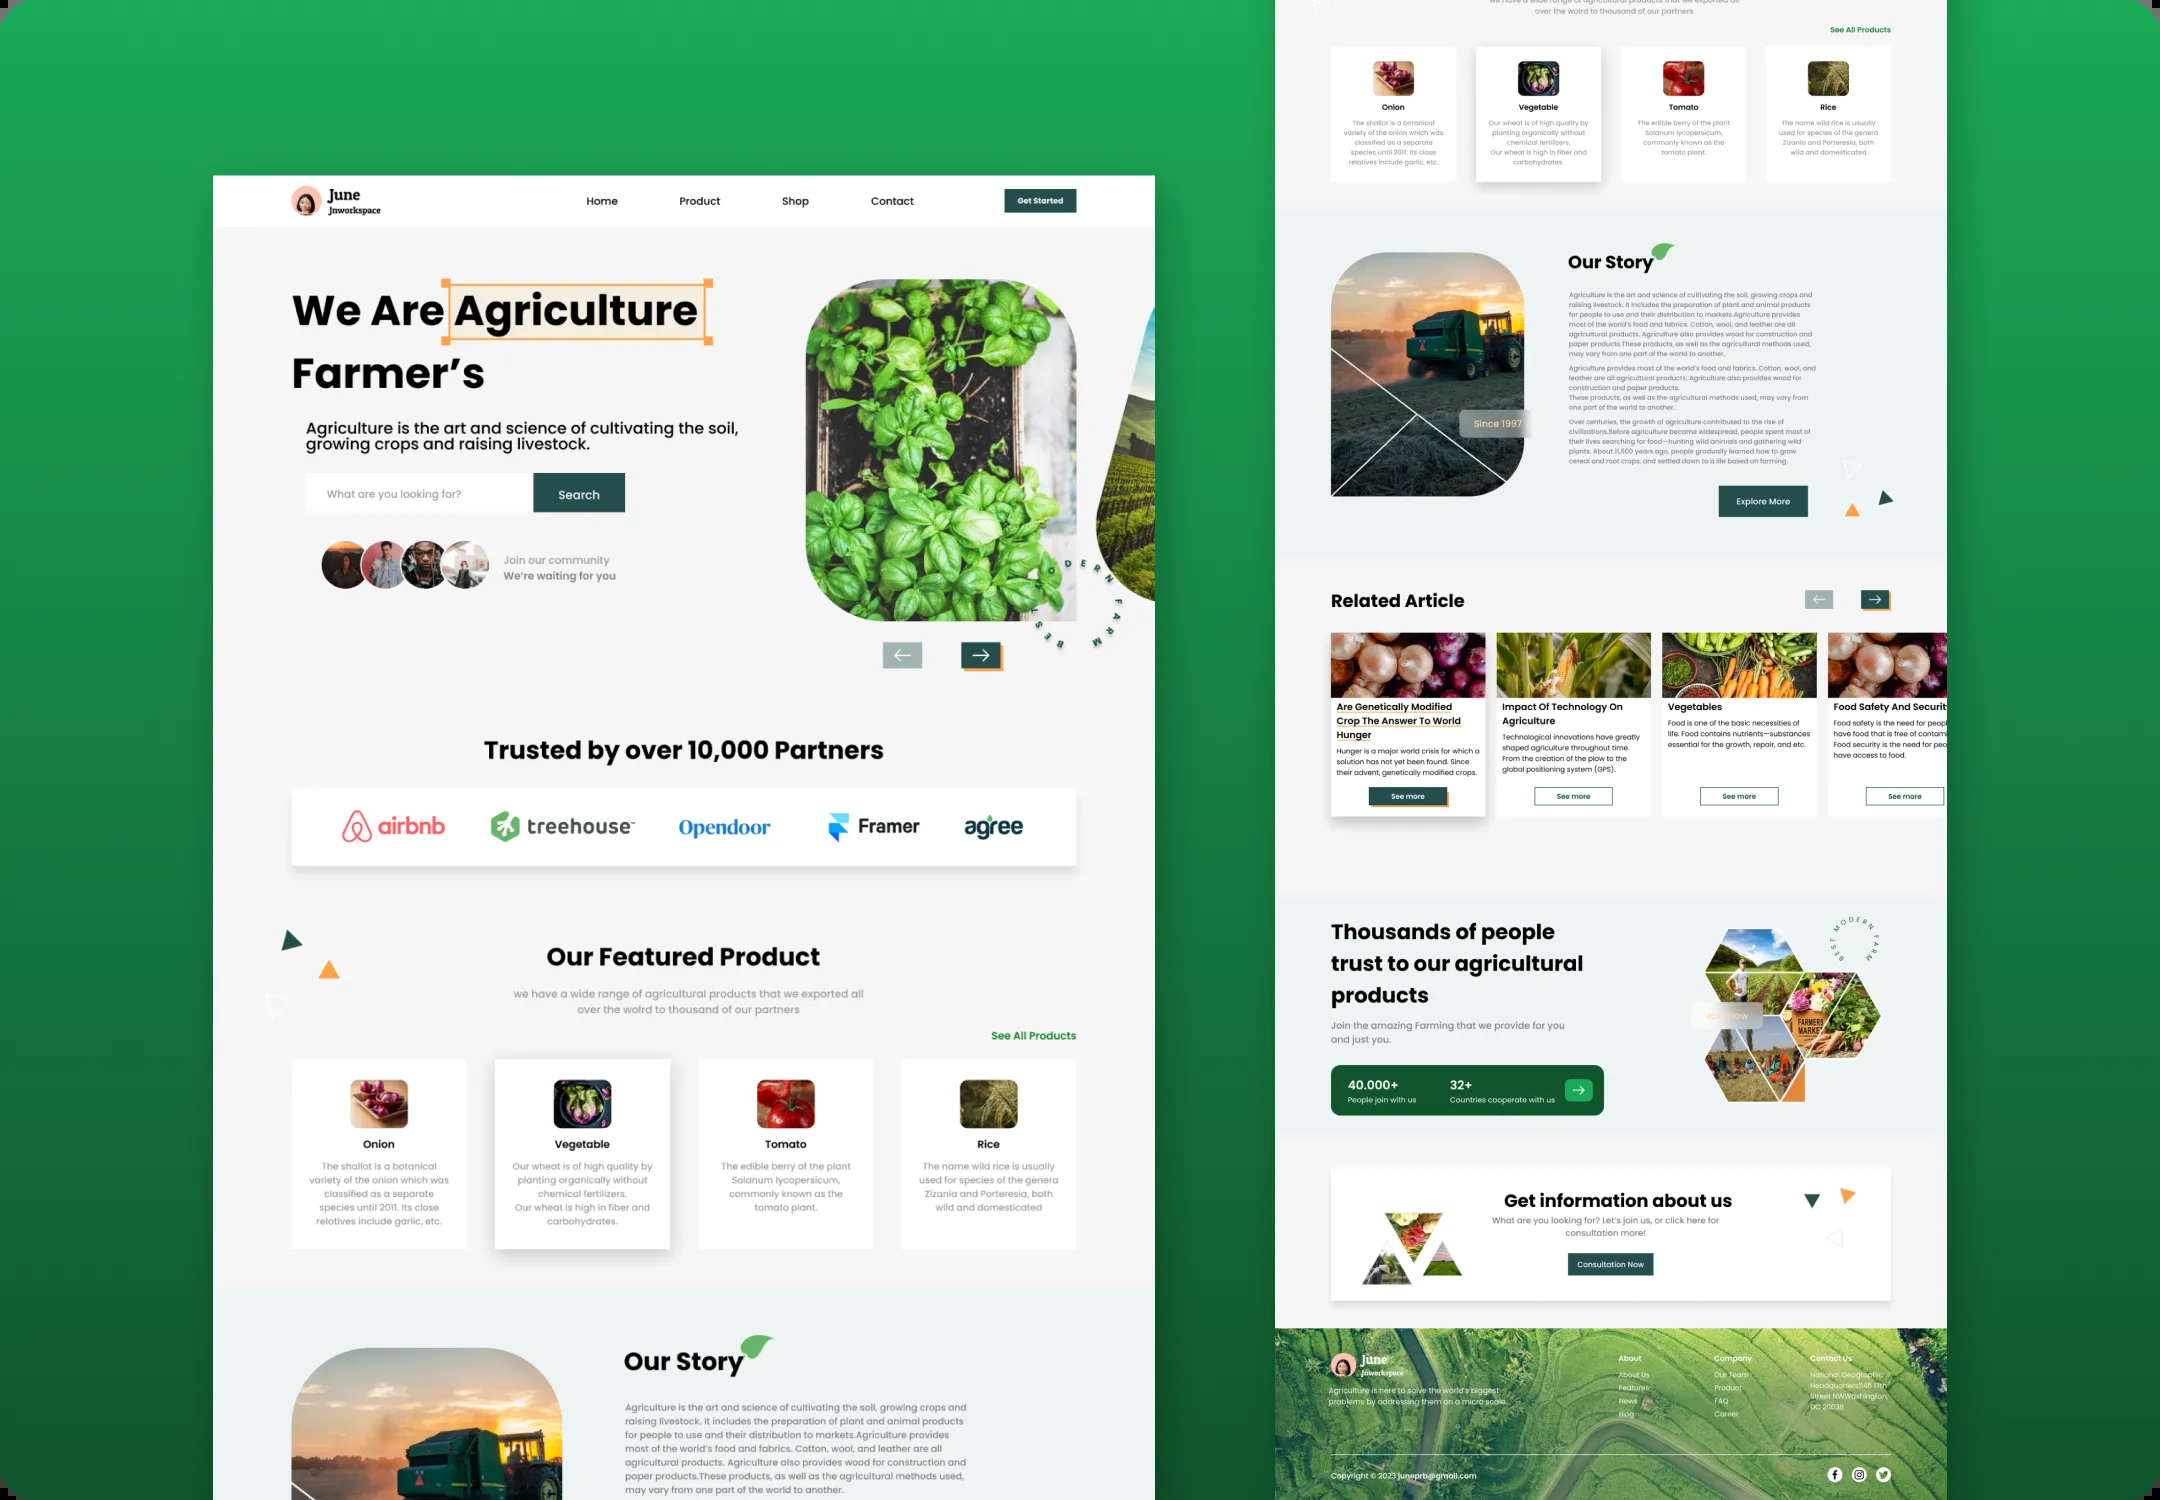 June
Jnworkspace
Home
Product
Shop
Contact
Get Started
We Are Agriculture
Farmer's
Agriculture is the art and science of cultivating the soil,
growing crops and raising livestock.
What are you looking for?
Search
Join our community
We're waiting for you
BEST MODERN FARM
Trusted by over 10,000 Partners
airbnb
treehouse™
Opendoor
Framer
agree
Our Featured Product
we have a wide range of agricultural products that we exported all
over the wolrd to thousand of our partners
See All Products
Onion
The shallot is a botanical
variety of the onion which was
classified as a separate
species until 2011. its close
relatives include garlic, etc.
Vegetable
Our wheat is of high quality by
planting organically without
chemical fertilizers.
Our wheat is high in fiber and
carbohydrates.
Tomato
The edible berry of the plant
Solanum lycopersicum,
commonly known as the
tomato plant.
Rice
The name wild rice is usually
used for species of the genera
Zizania and Porteresia, both
wild and domesticated
Our Story
Agriculture is the art and science of cultivating the soil, growing crops and
raising livestock. It includes the preparation of plant and animal products
for people to use and their distribution to markets.Agriculture provides
most of the world's food and fabrics. Cotton, wool, and leather are all
agricultural products. Agriculture also provides wood for construction and
paper products.These products, as well as the agricultural methods used,
may vary from one part of the world to another.
we have a wide range of agricultural products that we exported all
over the wolrd to thousand of our partners
See All Products
Onion
The shallot is a botanical
variety of the onion which was
classified as a separate
species until 2011. its close
relatives include garlic, etc.
Vegetable
Our wheat is of high quality by
planting organically without
chemical fertilizers.
Our wheat is high in fiber and
carbohydrates.
Tomato
The edible berry of the plant
Solanum lycopersicum,
commonly known as the
tomato plant.
Rice
The name wild rice is usually
used for species of the genera
Zizania and Porteresia, both
wild and domesticated
Our Story
Since 1997
Agriculture is the art and science of cultivating the soil, growing crops and
raising livestock. It includes the preparation of plant and animal products
for people to use and their distribution to markets.Agriculture provides
most of the world's food and fabrics. Cotton, wool, and leather are all
agricultural products. Agriculture also provides wood for construction and
paper products.These products, as well as the agricultural methods used,
may vary from one part of the world to another.
Agriculture provides most of the world's food and fabrics. Cotton, wool, and
leather are all agricultural products. Agriculture also provides wood for
construction and paper products.
These products, as well as the agricultural methods used, may vary from
one part of the world to another.
Over centuries, the growth of agriculture contributed to the rise of
civilizations.Before agriculture became widespread, people spent most of
their lives searching for food—hunting wild animals and gathering wild
plants. About 11,500 years ago, people gradually learned how to grow
cereal and root crops, and settled down to a life based on farming.
Explore More
Related Article
Are Genetically Modified
Crop The Answer To World
Hunger
Hunger is a major world crisis for which a
solution has not yet been found. Since
their advent, genetically modified crops.
See more
Impact Of Technology On
Agriculture
Technological innovations have greatly
shaped agriculture throughout time.
From the creation of the plow to the
global positioning system (GPS).
See more
Vegetables
Food is one of the basic necessities of
life. Food contains nutrients—substances
essential for the growth, repair, and etc.
See more
Food Safety And Securit
Food safety is the need for peopl
have food that is free of contam
Food security is the need for peo
have access to food.
See more
Thousands of people
trust to our agricultural
products
Join the amazing Farming that we provide for you
and just you.
40.000+
People join with us
32+
Countries cooperate with us
BEST MODERN FARM
Join Now
FARMERS
MARKET
Get information about us
What are you looking for? Let's join us, or click here for
consultation more!
Consultation Now
June
Jnworkspace
Agriculture is here to solve the world's biggest
problems by addressing them on a micro scale.
About
About Us
Features
News
Blog
Company
Our Team
Product
FAQ
Career
Contact Us
National Geographic
Headquarters1145 17th
Street NWWashington,
DC 20036
Copyright © 2023 juneprb@gmail.com